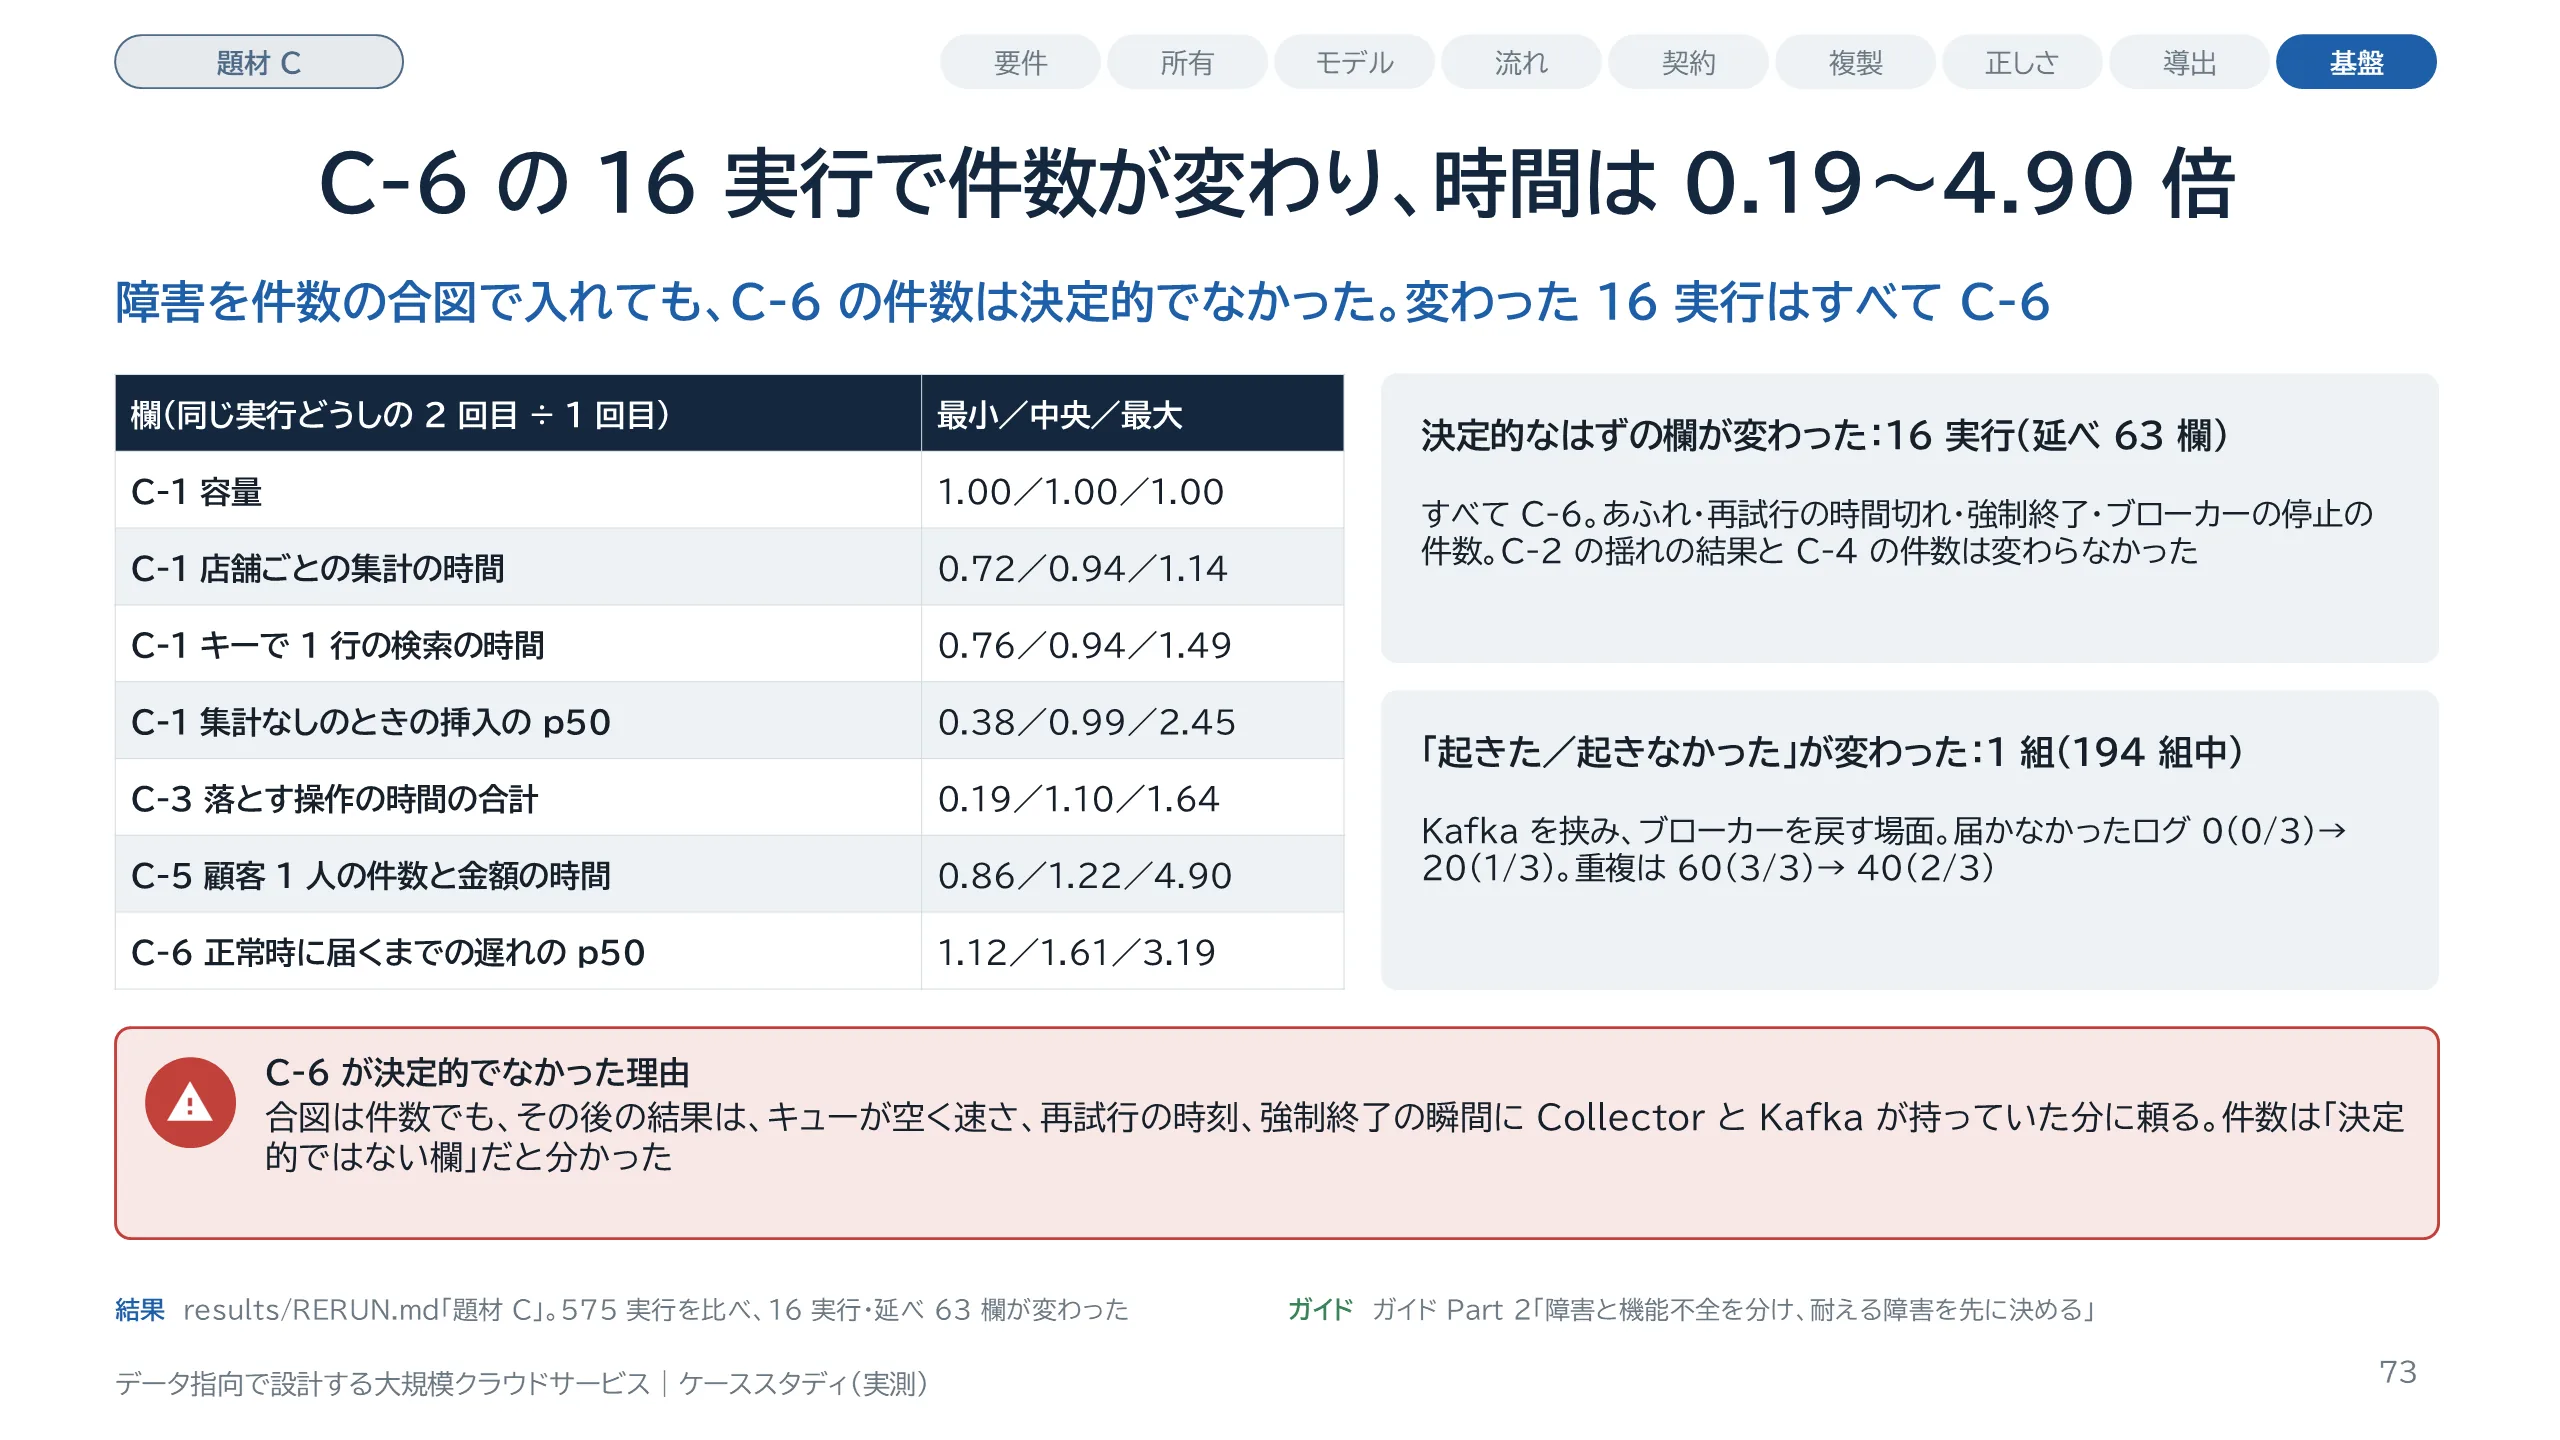 題材 C
要件
所有
モデル
流れ
契約
複製
正しさ
導出
基盤
C-6 の 16 実行で件数が変わり、時間は 0.19〜4.90 倍
障害を件数の合図で入れても、C-6 の件数は決定的でなかった。変わった 16 実行はすべて C-6
欄（同じ実行どうしの 2 回目 ÷ 1 回目） 最小／中央／最大
C-1 容量 1.00／1.00／1.00
C-1 店舗ごとの集計の時間 0.72／0.94／1.14
C-1 キーで 1 行の検索の時間 0.76／0.94／1.49
C-1 集計なしのときの挿入の p50 0.38／0.99／2.45
C-3 落とす操作の時間の合計 0.19／1.10／1.64
C-5 顧客 1 人の件数と金額の時間 0.86／1.22／4.90
C-6 正常時に届くまでの遅れの p50 1.12／1.61／3.19
決定的なはずの欄が変わった：16 実行（延べ 63 欄）
すべて C-6。あふれ・再試行の時間切れ・強制終了・ブローカーの停止の
件数。C-2 の揺れの結果と C-4 の件数は変わらなかった
「起きた／起きなかった」が変わった：1 組（194 組中）
Kafka を挟み、ブローカーを戻す場面。届かなかったログ 0（0/3）→
20（1/3）。重複は 60（3/3）→ 40（2/3）
C-6 が決定的でなかった理由
合図は件数でも、その後の結果は、キューが空く速さ、再試行の時刻、強制終了の瞬間に Collector と Kafka が持っていた分に頼る。件数は「決定
的ではない欄」だと分かった
結果 results/RERUN.md「題材 C」。575 実行を比べ、16 実行・延べ 63 欄が変わった
ガイド ガイド Part 2「障害と機能不全を分け、耐える障害を先に決める」
データ指向で設計する大規模クラウドサービス｜ケーススタディ（実測）
73